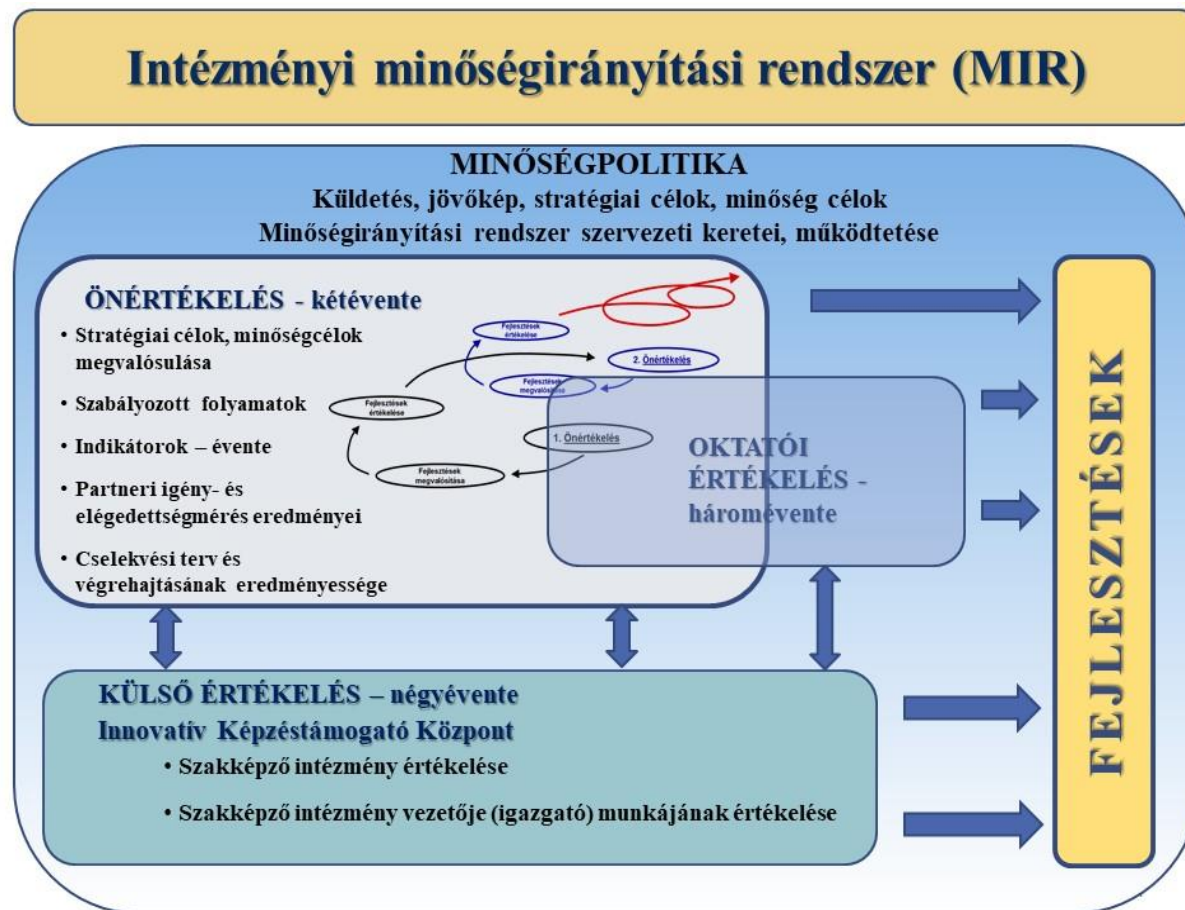 Intézményi minőségirányítási rendszer (MIR)
MINŐSÉGPOLITIKA
Küldetés, jövőkép, stratégiai célok, minőség célok
Minőségirányítási rendszer szervezeti keretei, működtetése
ÖNÉRTÉKELÉS - kétévente
• Stratégiai célok, minőségcélok
megvalósulása
• Szabályozott folyamatok
• Indikátorok – évente
• Partneri igény- és
elégedettségmérés eredményei
• Cselekvési terv és
végrehajtásának eredményessége
Fejlesztések
értékelése
2. Önértékelés
Fejlesztések
megvalósítása
Fejlesztések
értékelése
1. Önértékelés
Fejlesztések
megvalósítása
OKTATÓI
ÉRTÉKELÉS -
háromévente
KÜLSŐ ÉRTÉKELÉS – négyévente
Innovatív Képzéstámogató Központ
• Szakképző intézmény értékelése
• Szakképző intézmény vezetője (igazgató) munkájának értékelése
FEJLESZTÉSEK